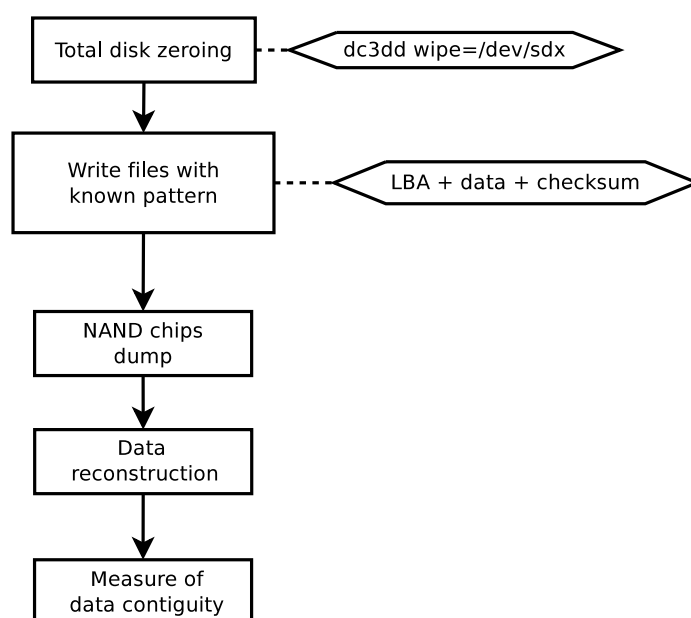 Total disk zeroing
dc3dd wipe=/dev/sdx
Write files with
known pattern
LBA + data + checksum
NAND chips
dump
Data
reconstruction
Measure of
data contiguity